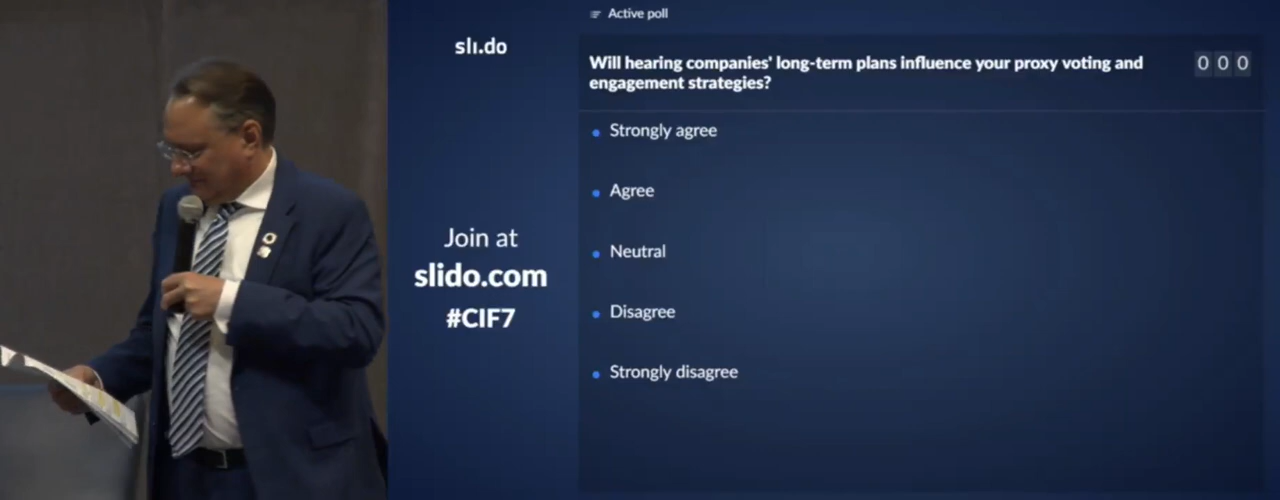 sli.do
Join at
slido.com
#CIF7
Active poll
Will hearing companies' long-term plans influence your proxy voting and
engagement strategies?
0 0 0
Strongly agree
Agree
Neutral
Disagree
Strongly disagree